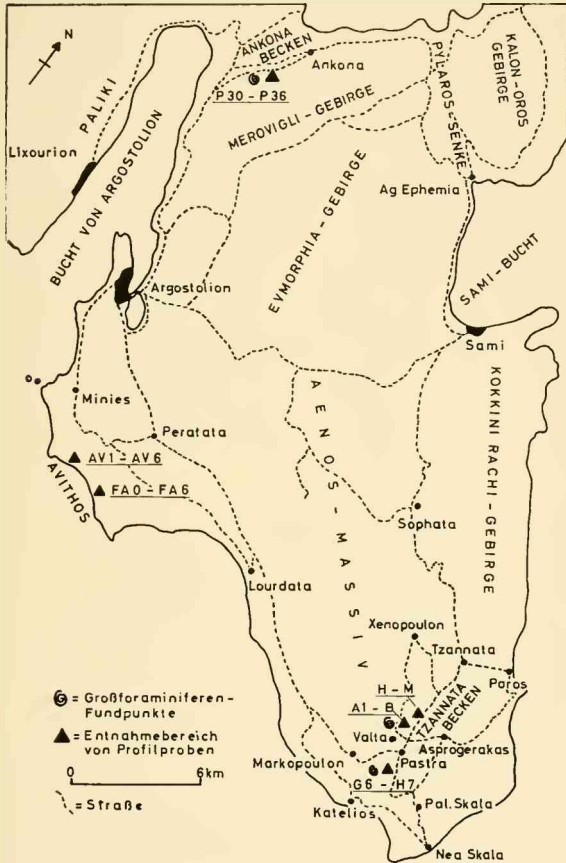 N
PALIKI
Lixourion
BUCHT VON ARGOSTOLION
ANKONA
BECKEN
Ankona
P30 - P36
MEROVIGLI - GEBIRGE
PYLAROS-SENKE
KALON-OROS
GEBIRGE
Ag Ephemia
EVMORPHIA - GEBIRGE
SAMI - BUCHT
Argostolion
Sami
Minies
Peratata
AV1 - AV6
FA0 - FA6
AVITHOS
AENOS - MASSIV
KOKKINI RACHI - GEBIRGE
Sophata
Lourdata
Xenopoulon
Tzannata
Poros
H - M
A1 - B
TZANNATA
BECKEN
Valta
Asprogerakas
Markopoulon
Pastra
G6 - H7
Katelios
Pal. Skala
Nea Skala
= Großforaminiferen-
Fundpunkte
= Entnahmebereich
von Profilproben
0 6km
= Straße